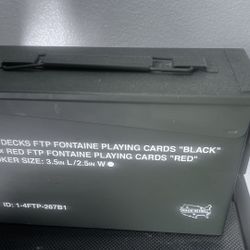 DECKS FTP FONTAINE PLAYING CARDS "BLACK"
RED FTP FONTAINE PLAYING CARDS "RED"
OKER SIZE: 3.5IN L/2.5IN W
ID: 1-4FTP-267B1